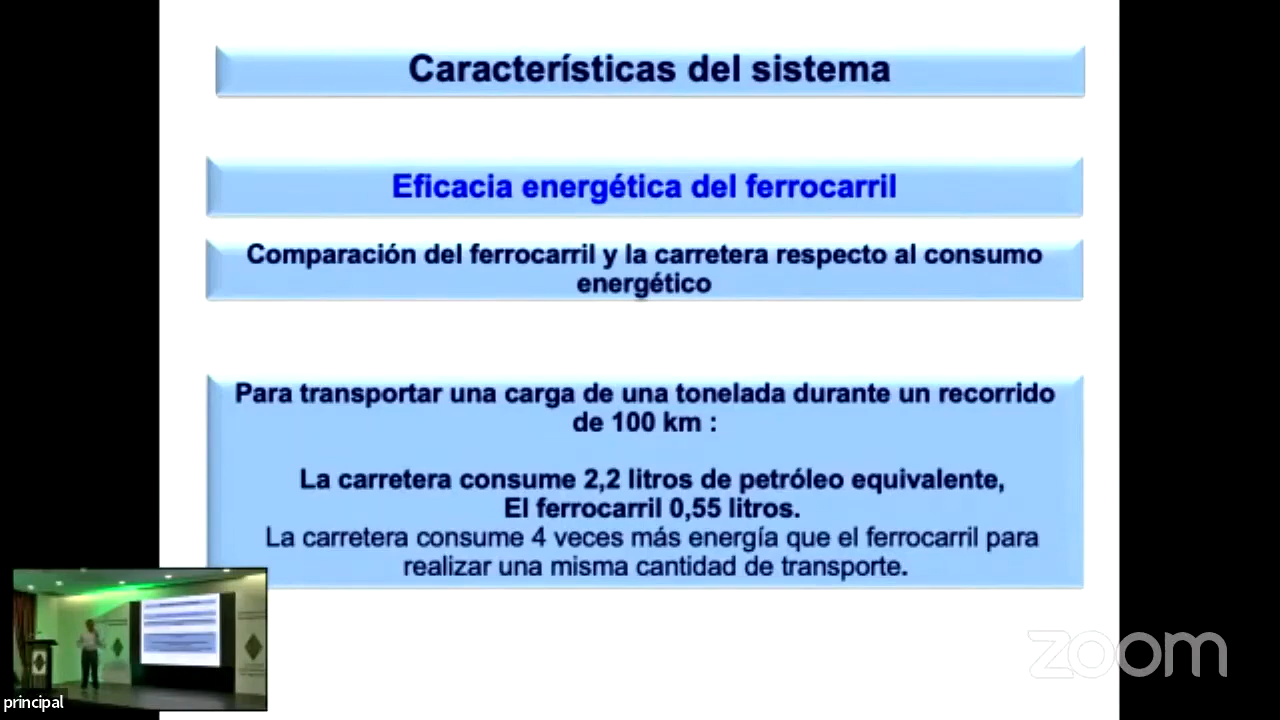 Características del sistema
Eficacia energética del ferrocarril
Comparación del ferrocarril y la carretera respecto al consumo
energético
Para transportar una carga de una tonelada durante un recorrido
de 100 km :
La carretera consume 2,2 litros de petróleo equivalente,
El ferrocarril 0,55 litros.
La carretera consume 4 veces más energía que el ferrocarril para
realizar una misma cantidad de transporte.
zoom
principal